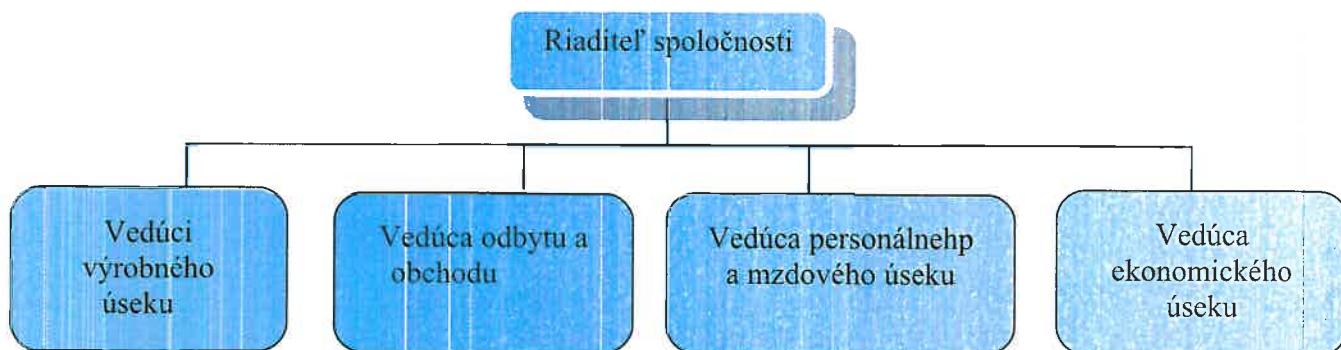 Riaditeľ spoločnosti
Vedúci
výrobného
úseku
Vedúca odbytu a
obchodu
Vedúca personálnehp
a mzdového úseku
Vedúca
ekonomického
úseku